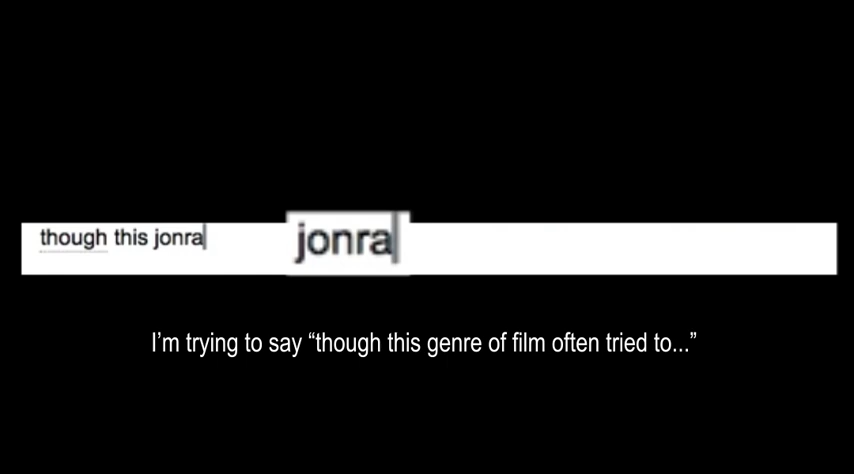 though this jonra
jonra
I’m trying to say “though this genre of film often tried to...”